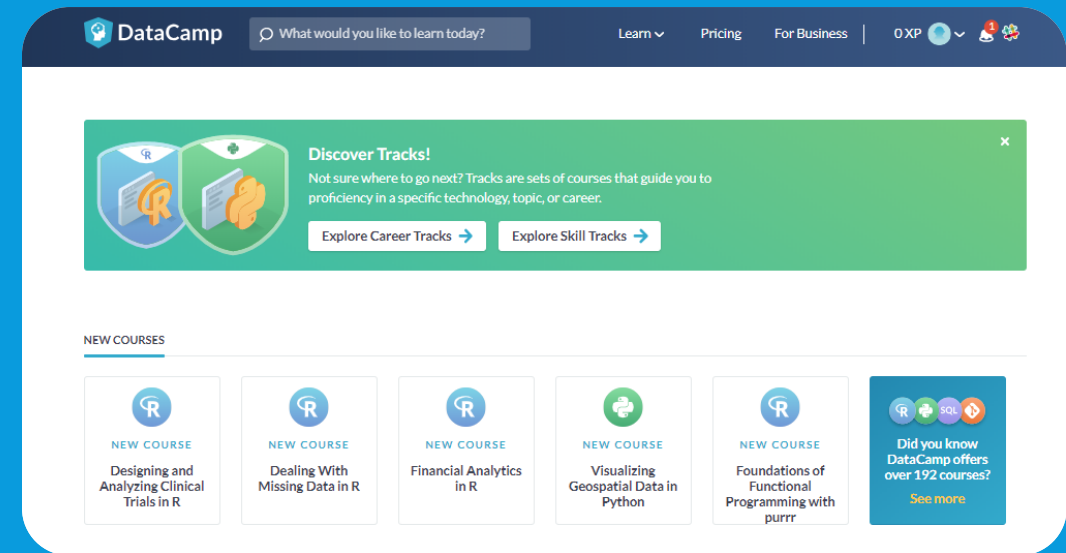 DataCamp
What would you like to learn today?
Learn
Pricing
For Business
0 XP
1
Discover Tracks!
Not sure where to go next? Tracks are sets of courses that guide you to
proficiency in a specific technology, topic, or career.
Explore Career Tracks
Explore Skill Tracks
NEW COURSES
R
NEW COURSE
Designing and
Analyzing Clinical
Trials in R
R
NEW COURSE
Dealing With
Missing Data in R
R
NEW COURSE
Financial Analytics
in R
NEW COURSE
Visualizing
Geospatial Data in
Python
R
NEW COURSE
Foundations of
Functional
Programming with
purrr
R
SQL
Did you know
DataCamp offers
over 192 courses?
See more